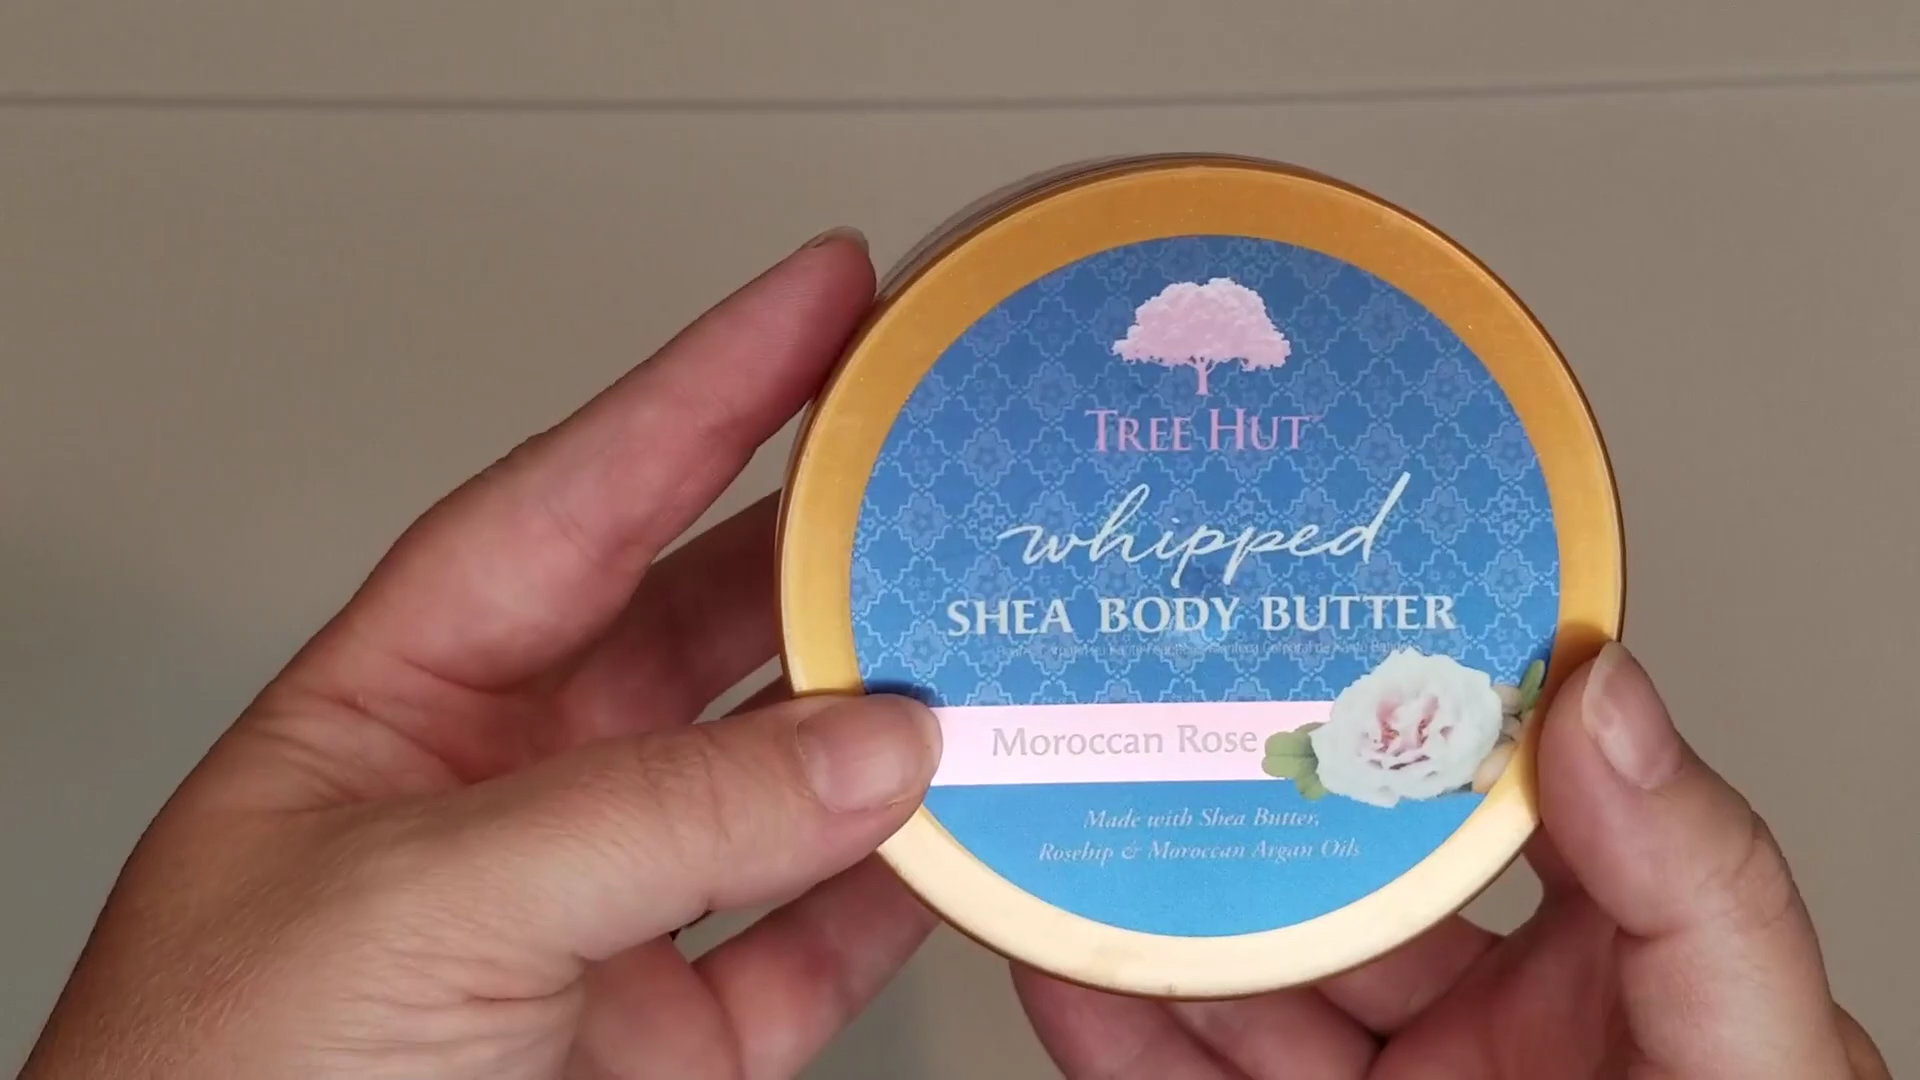 TREE HUT
whipped
SHEA BODY BUTTER
Moroccan Rose
Made with Shea Butter,
Rosehip & Moroccan Argan Oils